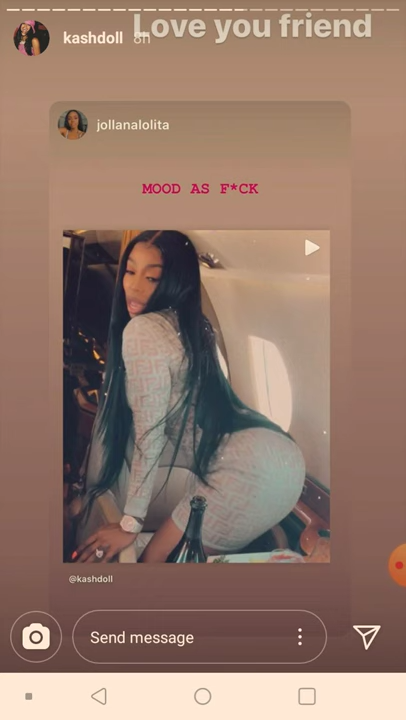 Love you friend
kashdoll 8h
jollanalolita
MOOD AS F*CK
@kashdoll
Send message